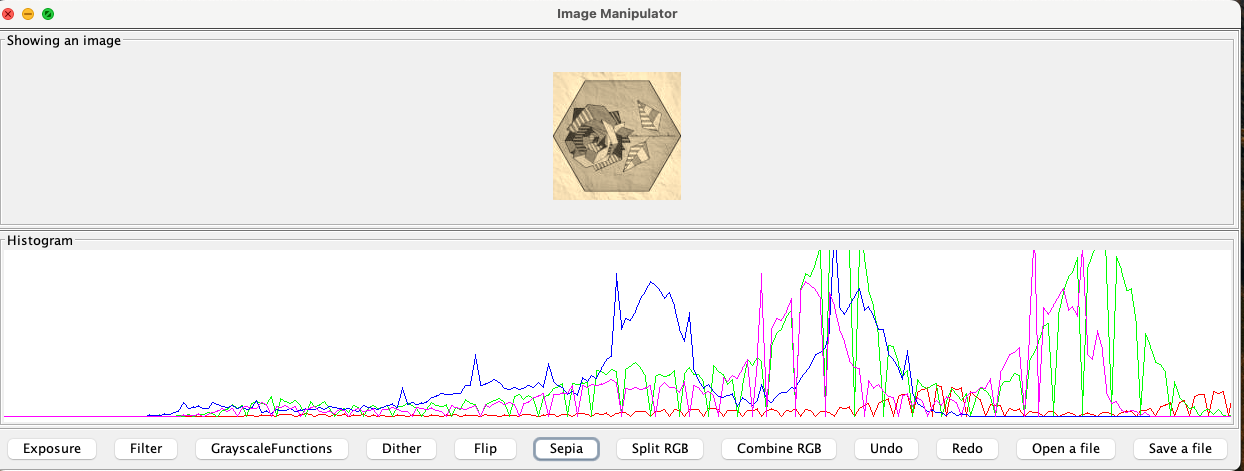 Image Manipulator
Showing an image
Histogram
Exposure Filter GrayscaleFunctions Dither Flip Sepia Split RGB Combine RGB Undo Redo Open a file Save a file